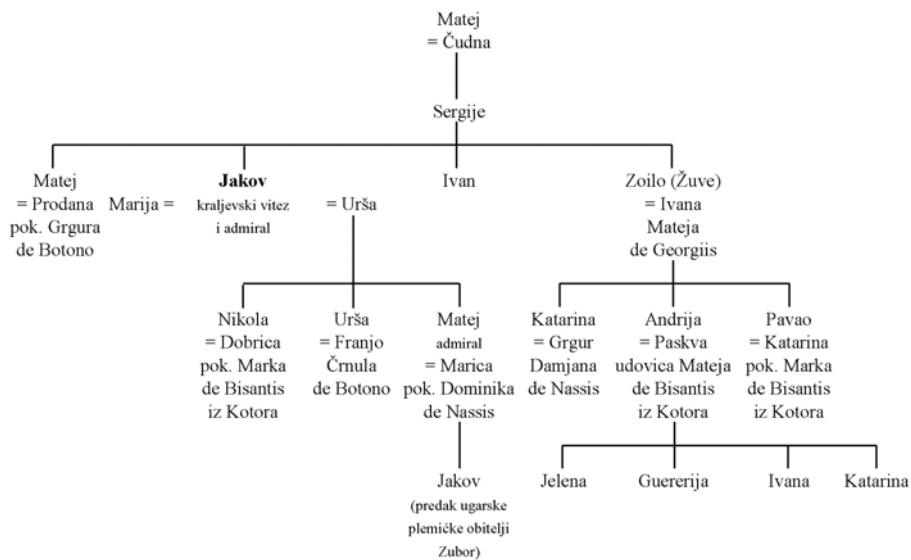 Matej
= Čudna
Sergije
Matej
= Prodana
pok. Grgura
de Botono
Marija =
Jakov
kraljevski vitez
i admiral
= Urša
Ivan
Zoilo (Žuve)
= Ivana
Mateja
de Georgiis
Nikola
= Dobrica
pok. Marka
de Bisantis
iz Kotora
Urša
= Franjo
Črnula
de Botono
Matej
admiral
= Marica
pok. Dominika
de Nassis
Katarina
= Grgur
Damjana
de Nassis
Andrija
= Paskva
udovica Mateja
de Bisantis
iz Kotora
Pavao
= Katarina
pok. Marka
de Bisantis
iz Kotora
Jakov
(predak ugarske
plemićke obitelji
Zubor)
Jelena
Guererija
Ivana
Katarina